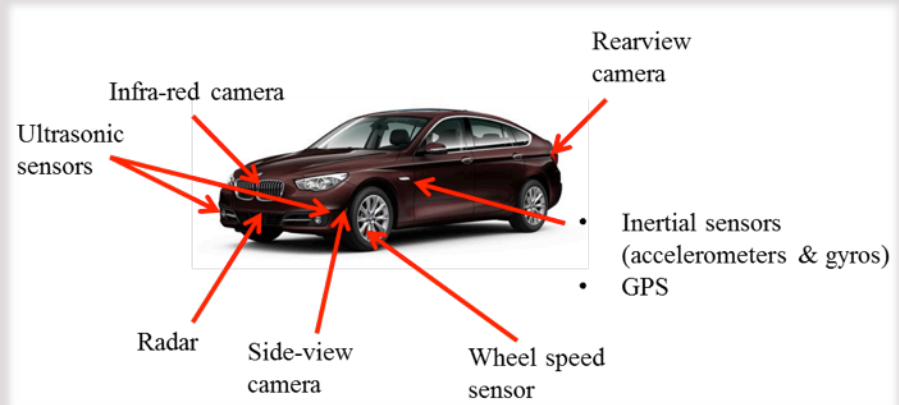 Rearview
camera
Infra-red camera
Ultrasonic
sensors
• Inertial sensors
(accelerometers & gyros)
• GPS
Radar
Side-view
camera
Wheel speed
sensor